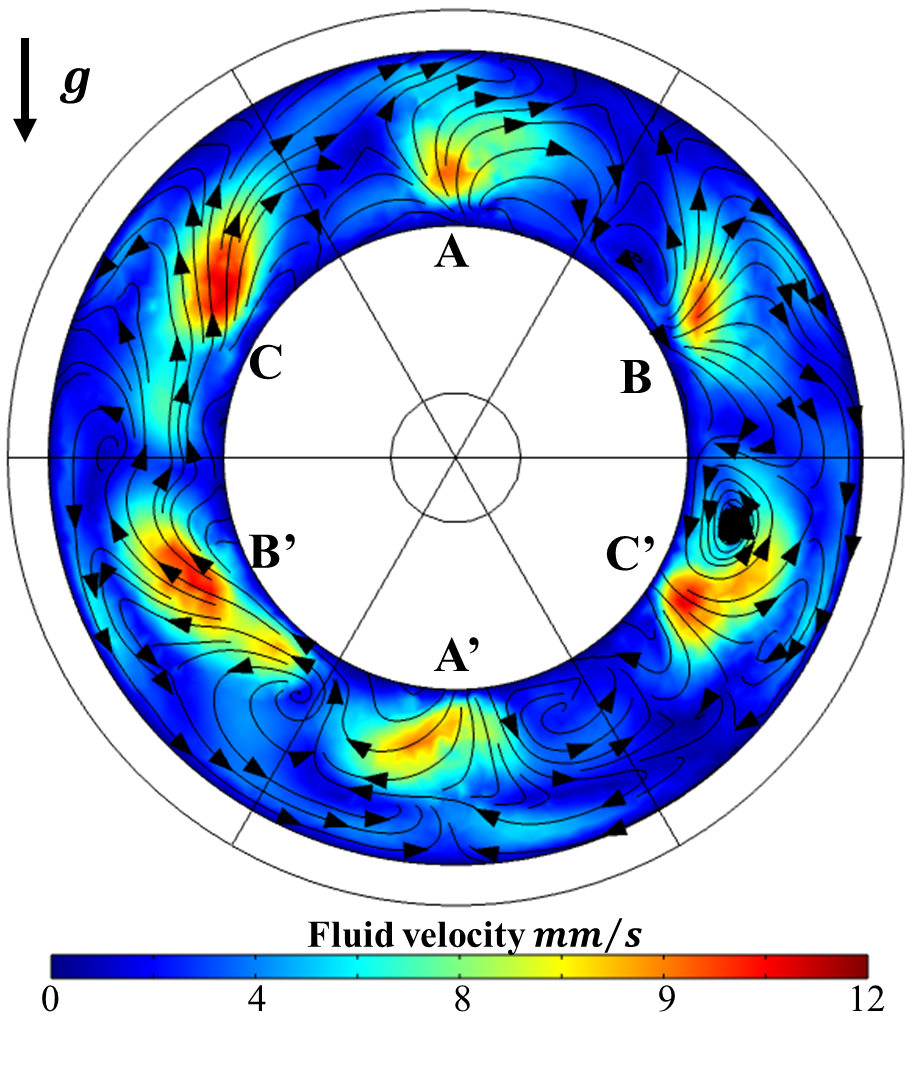 g
A
C
B
B’
C’
A’
Fluid velocity mm/s
0 4 8 9 12